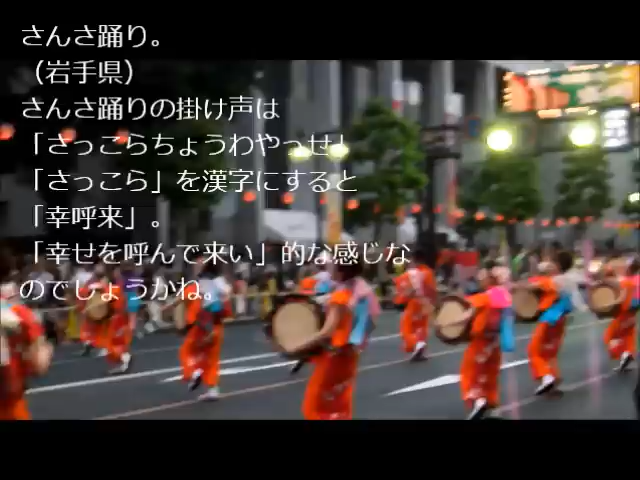 さんさ踊り。
（岩手県）
さんさ踊りの掛け声は
「さっこらちょうわやっせ」
「さっこら」を漢字にすると
「幸呼来」。
「幸せを呼んで来い」的な感じな
のでしょうかね。